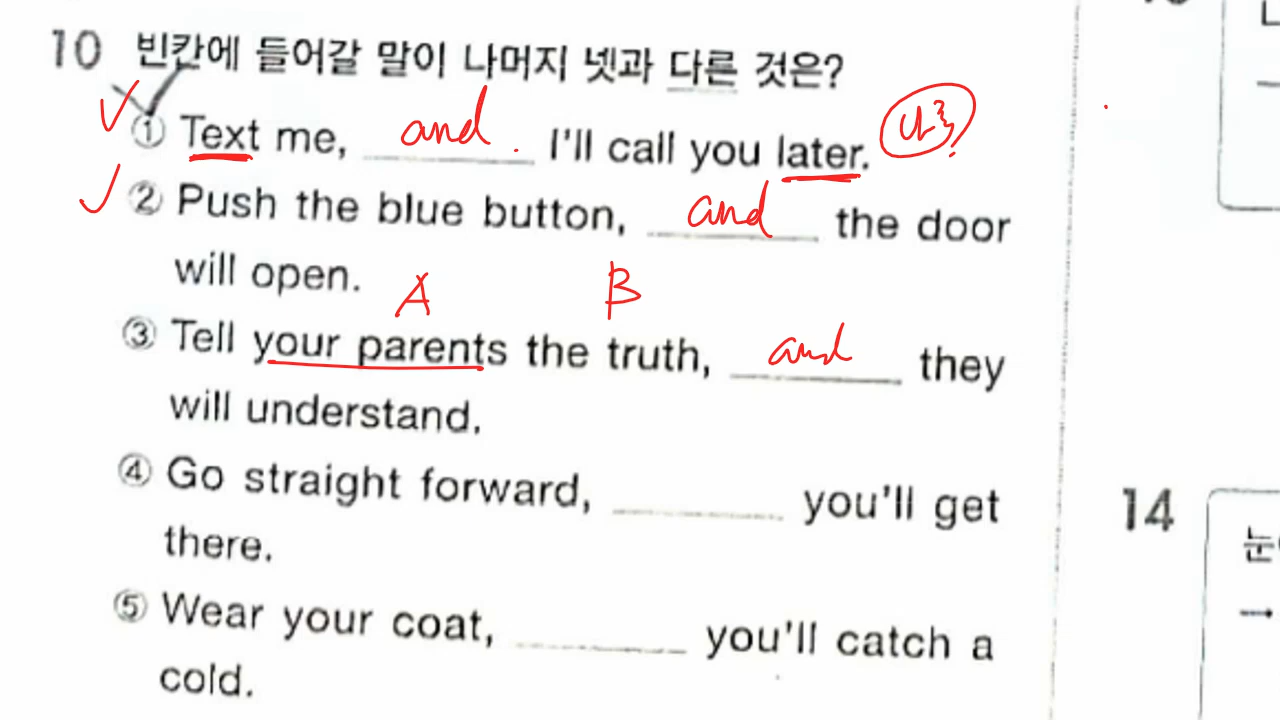 10 빈칸에 들어갈 말이 나머지 넷과 다른 것은?
① Text me, and I'll call you later.
② Push the blue button, and the door
will open.
A B
③ Tell your parents the truth, and they
will understand.
④ Go straight forward, ________ you'll get
there.
⑤ Wear your coat, ________ you'll catch a
cold.
14
→